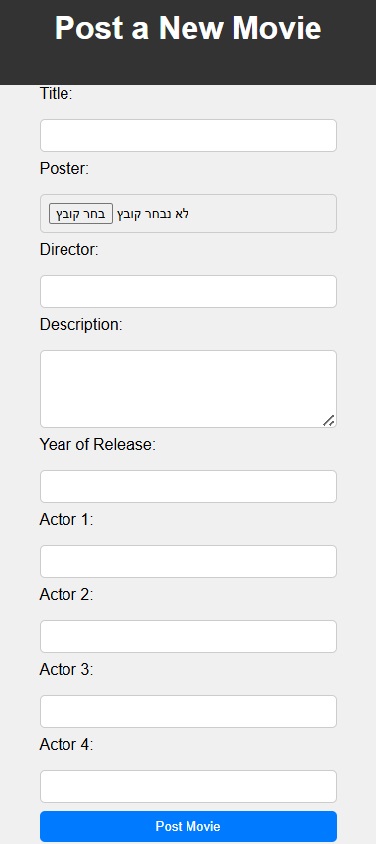 Post a New Movie
Title:
Poster:
בחר קובץ לא נבחר קובץ
Director:
Description:
Year of Release:
Actor 1:
Actor 2:
Actor 3:
Actor 4:
Post Movie